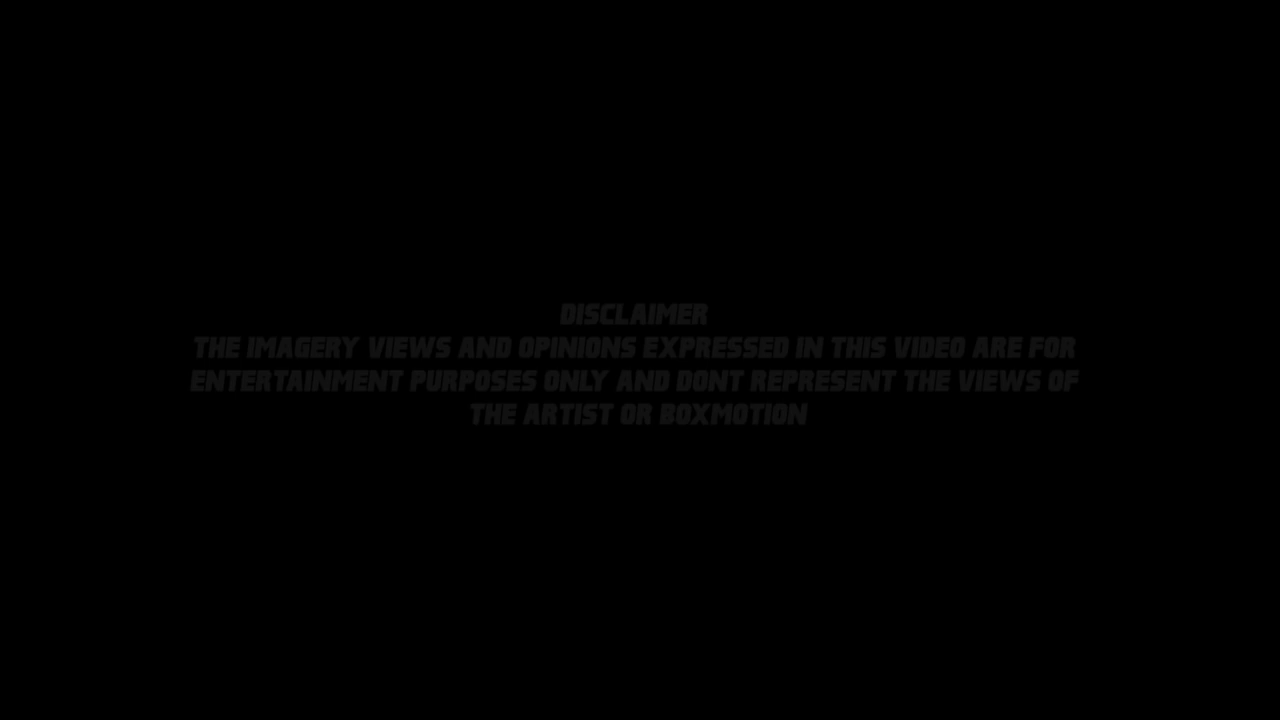 DISCLAIMER
THE IMAGERY VIEWS AND OPINIONS EXPRESSED IN THIS VIDEO ARE FOR
ENTERTAINMENT PURPOSES ONLY AND DONT REPRESENT THE VIEWS OF
THE ARTIST OR BOXMOTION